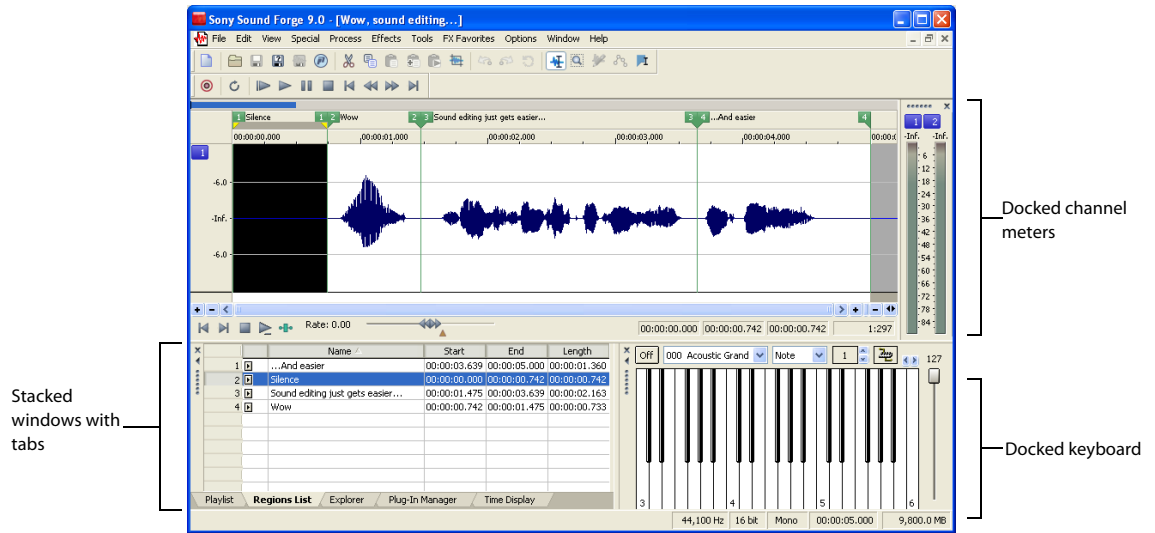 Sony Sound Forge 9.0 - [Wow, sound editing...]
File Edit View Special Process Effects Tools FX Favorites Options Window Help
1 Silence 1 2 Wow 2 3 Sound editing just gets easier... 3 4 ...And easier 4
1 2
00:00:00.000 ,00:00:01.000 ,00:00:02.000 ,00:00:03.000 ,00:00:04.000 00:00:0
-Inf. -Inf.
1
-6.0
-Inf.
-6.0
6
12
18
24
30
36
42
48
54
60
66
72
78
84
Docked channel
meters
Rate: 0.00
00:00:00.000 00:00:00.742 00:00:00.742 1:297
Stacked
windows with
tabs
Name Start End Length
1 ...And easier 00:00:03.639 00:00:05.000 00:00:01.360
2 Silence 00:00:00.000 00:00:00.742 00:00:00.742
3 Sound editing just gets easier... 00:00:01.475 00:00:03.639 00:00:02.163
4 Wow 00:00:00.742 00:00:01.475 00:00:00.733
Playlist Regions List Explorer Plug-In Manager Time Display
Off 000 Acoustic Grand Note 1 127
3 4 5 6
Docked keyboard
44,100 Hz 16 bit Mono 00:00:05.000 9,800.0 MB